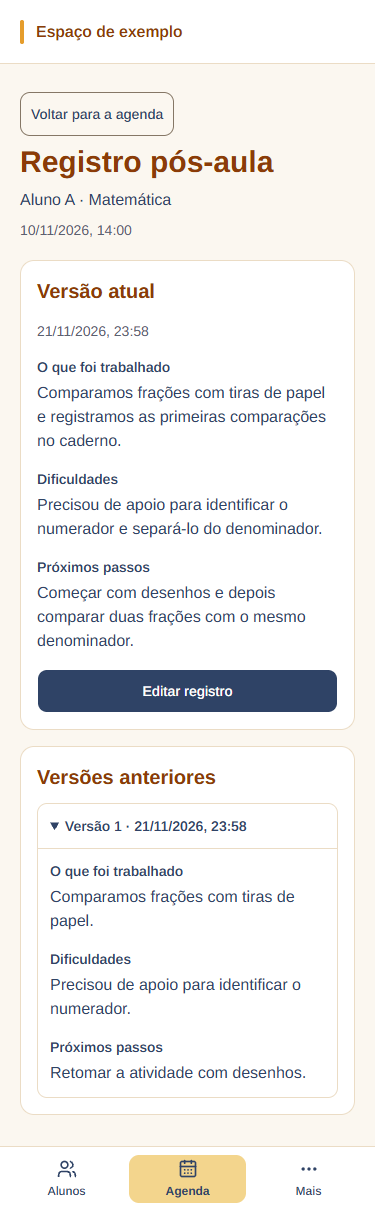 Espaço de exemplo
Voltar para a agenda
Registro pós-aula
Aluno A · Matemática
10/11/2026, 14:00
Versão atual
21/11/2026, 23:58
O que foi trabalhado
Comparamos frações com tiras de papel
e registramos as primeiras comparações
no caderno.
Dificuldades
Precisou de apoio para identificar o
numerador e separá-lo do denominador.
Próximos passos
Começar com desenhos e depois
comparar duas frações com o mesmo
denominador.
Editar registro
Versões anteriores
Versão 1 · 21/11/2026, 23:58
O que foi trabalhado
Comparamos frações com tiras de
papel.
Dificuldades
Precisou de apoio para identificar o
numerador.
Próximos passos
Retomar a atividade com desenhos.
Alunos
Agenda
Mais